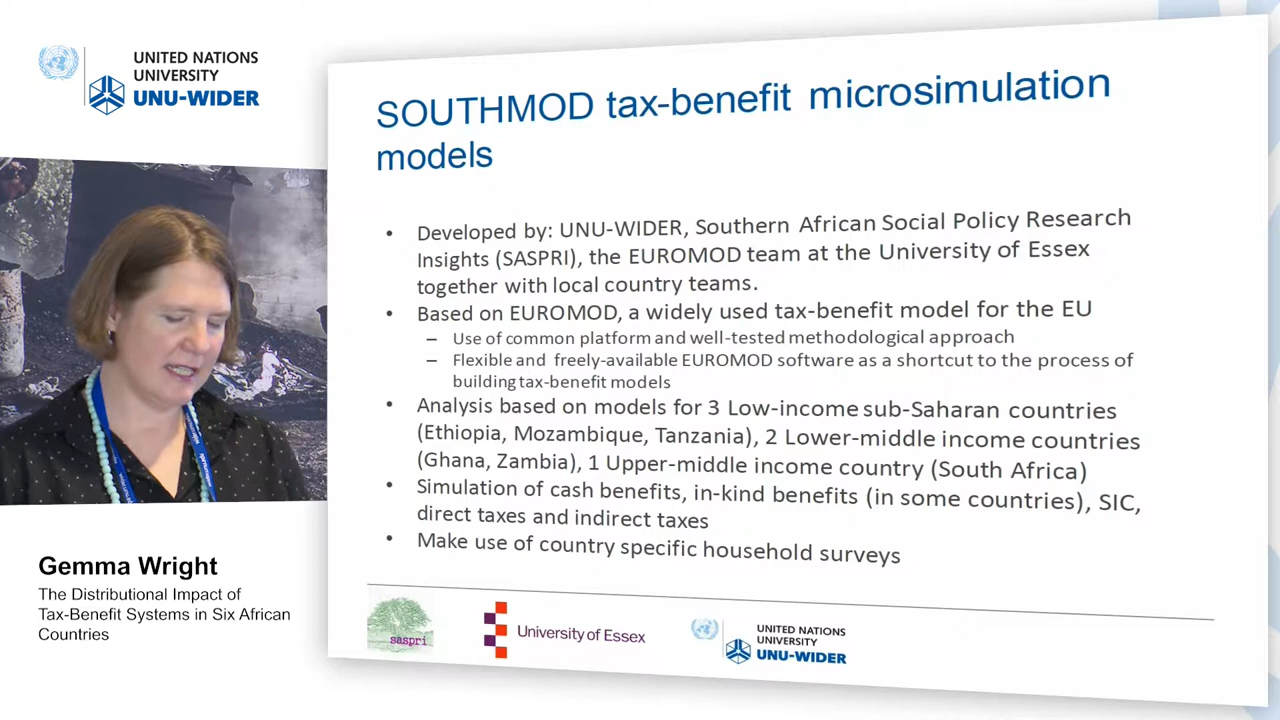 UNITED NATIONS
UNIVERSITY
UNU-WIDER
SOUTHMOD tax-benefit microsimulation
models
• Developed by: UNU-WIDER, Southern African Social Policy Research
Insights (SASPRI), the EUROMOD team at the University of Essex
together with local country teams.
• Based on EUROMOD, a widely used tax-benefit model for the EU
– Use of common platform and well-tested methodological approach
– Flexible and freely-available EUROMOD software as a shortcut to the process of
building tax-benefit models
• Analysis based on models for 3 Low-income sub-Saharan countries
(Ethiopia, Mozambique, Tanzania), 2 Lower-middle income countries
(Ghana, Zambia), 1 Upper-middle income country (South Africa)
• Simulation of cash benefits, in-kind benefits (in some countries), SIC,
direct taxes and indirect taxes
• Make use of country specific household surveys
Gemma Wright
The Distributional Impact of
Tax-Benefit Systems in Six African
Countries
saspri
University of Essex
UNITED NATIONS
UNIVERSITY
UNU-WIDER